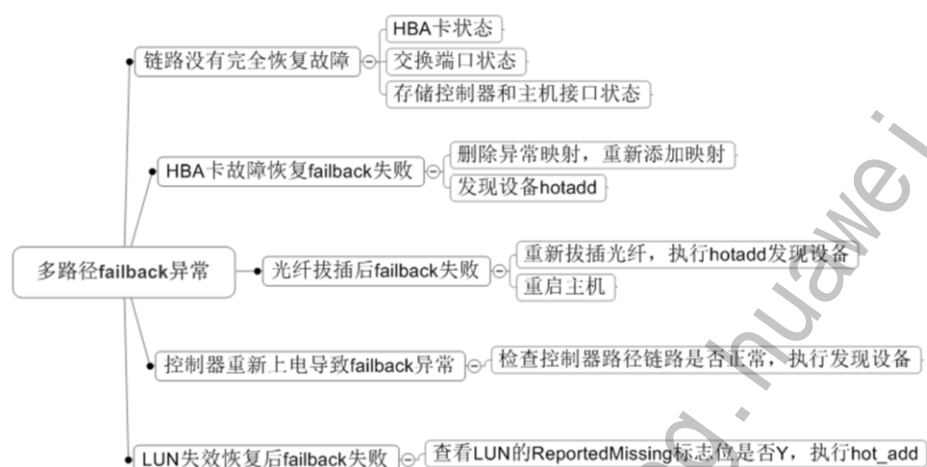 链路没有完全恢复故障
HBA卡状态
交换端口状态
存储控制器和主机接口状态
HBA卡故障恢复failback失败
删除异常映射，重新添加映射
发现设备hotadd
多路径failback异常
光纤拔插后failback失败
重新拔插光纤，执行hotadd发现设备
重启主机
控制器重新上电导致failback异常
检查控制器路径链路是否正常，执行发现设备
LUN失效恢复后failback失败
查看LUN的ReportedMissing标志位是否Y，执行hot_add
ng.huawei